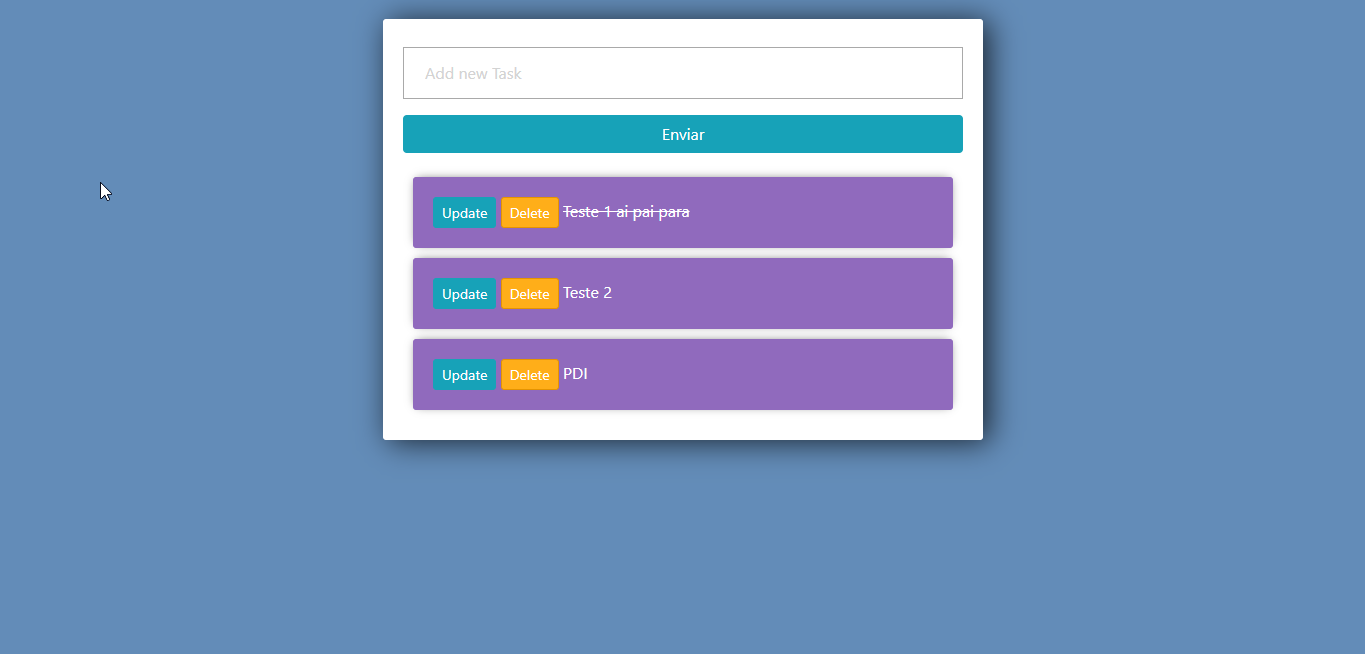 Add new Task
Enviar
Update Delete Teste 1 ai pai para
Update Delete Teste 2
Update Delete PDI